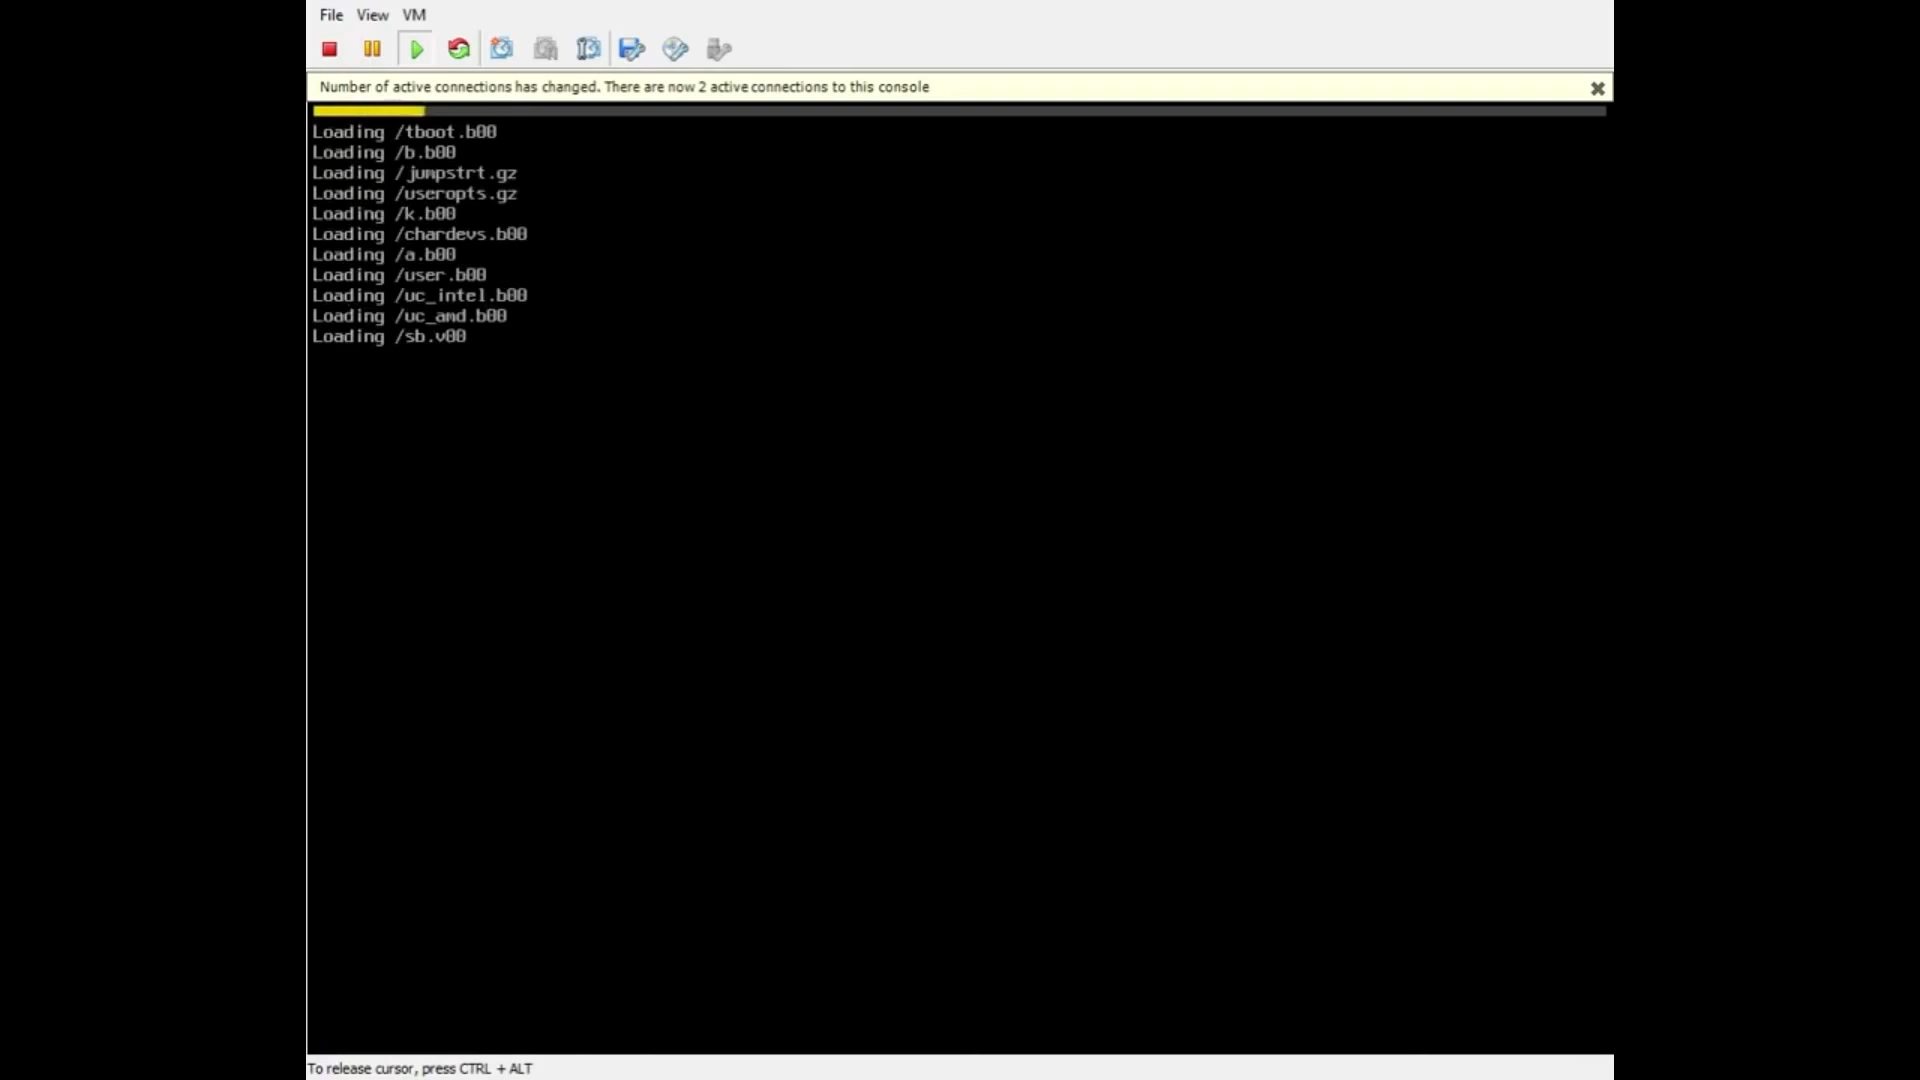 File View VM
Number of active connections has changed. There are now 2 active connections to this console
Loading /tboot.b00
Loading /b.b00
Loading /jumpstrt.gz
Loading /useropts.gz
Loading /k.b00
Loading /chardevs.b00
Loading /a.b00
Loading /user.b00
Loading /uc_intel.b00
Loading /uc_amd.b00
Loading /sb.v00
To release cursor, press CTRL + ALT